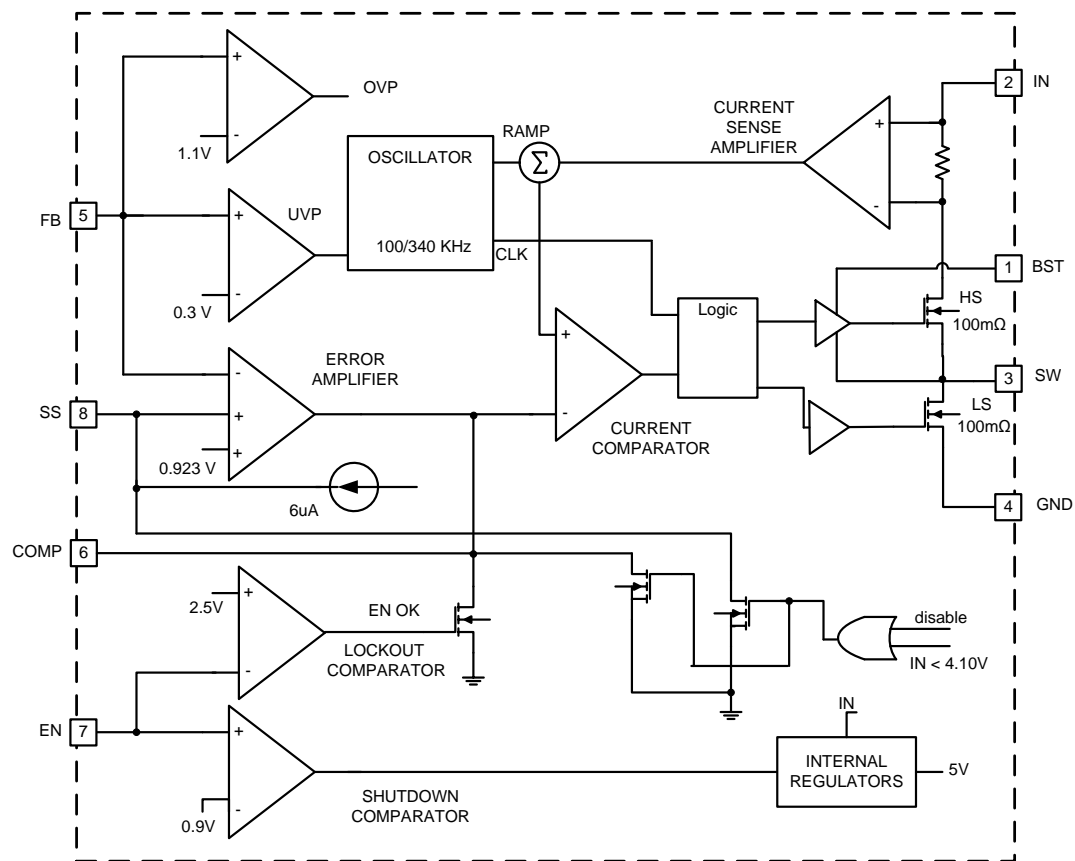 +
OVP
-
1.1V
2
IN
CURRENT
SENSE
AMPLIFIER
+
-
RAMP
Σ
OSCILLATOR
100/340 KHz
CLK
5
FB
+
UVP
-
0.3 V
1
BST
HS
100mΩ
Logic
+
-
CURRENT
COMPARATOR
3
SW
LS
100mΩ
ERROR
AMPLIFIER
-
+
+
0.923 V
SS
8
6uA
4
GND
COMP
6
+
2.5V
-
EN OK
LOCKOUT
COMPARATOR
disable
IN < 4.10V
EN
7
+
-
0.9V
SHUTDOWN
COMPARATOR
IN
INTERNAL
REGULATORS
5V